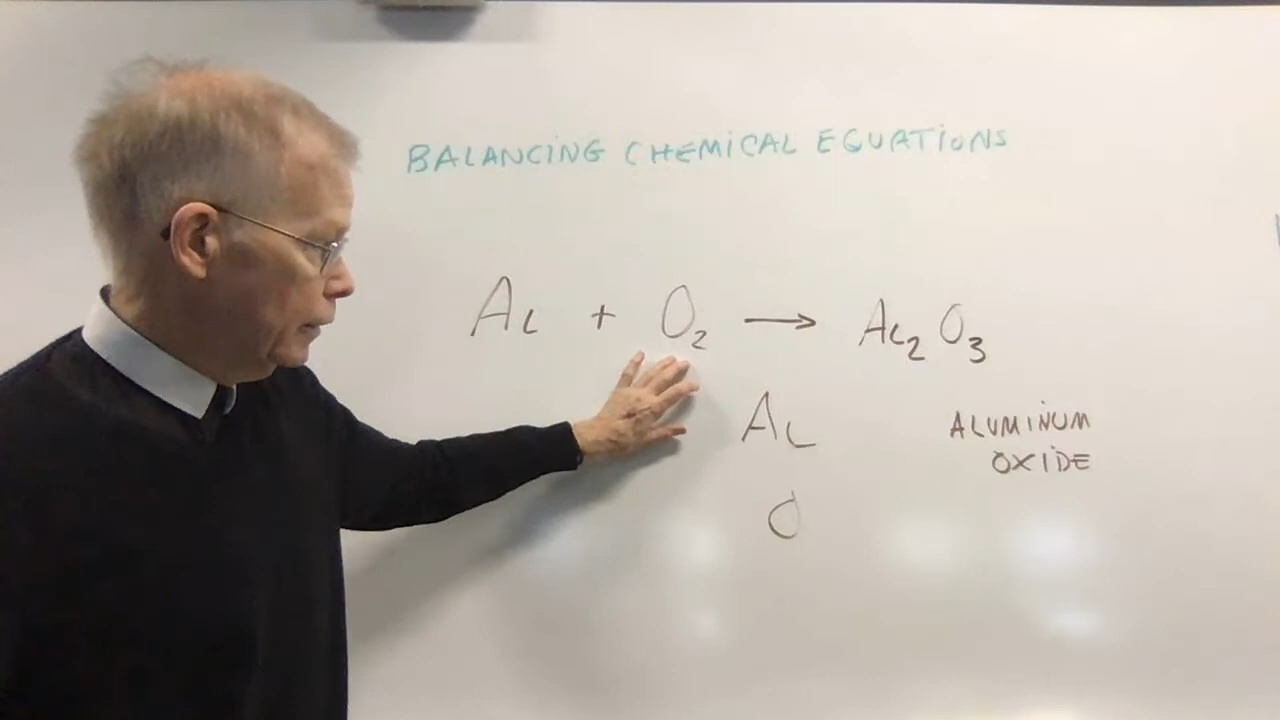 BALANCING CHEMICAL EQUATIONS
Al + O₂ → Al₂O₃
Al
O
ALUMINUM
OXIDE